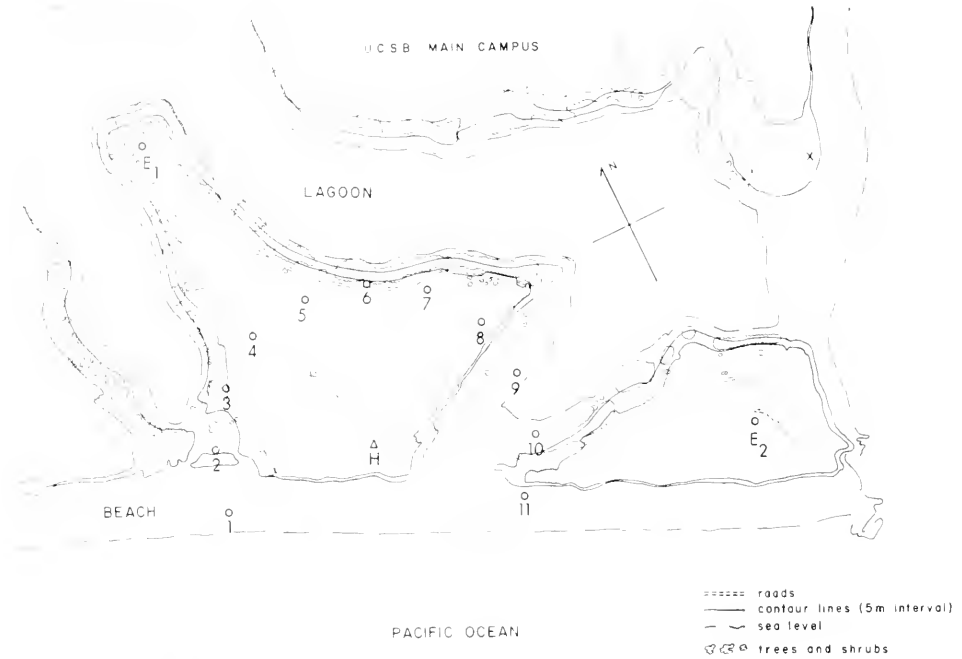 UCSB MAIN CAMPUS
E1
X
N
LAGOON
6
5
7
8
4
9
3
H
10
E2
2
BEACH
1
11
roads
contour lines (5m interval)
sea level
trees and shrubs
PACIFIC OCEAN